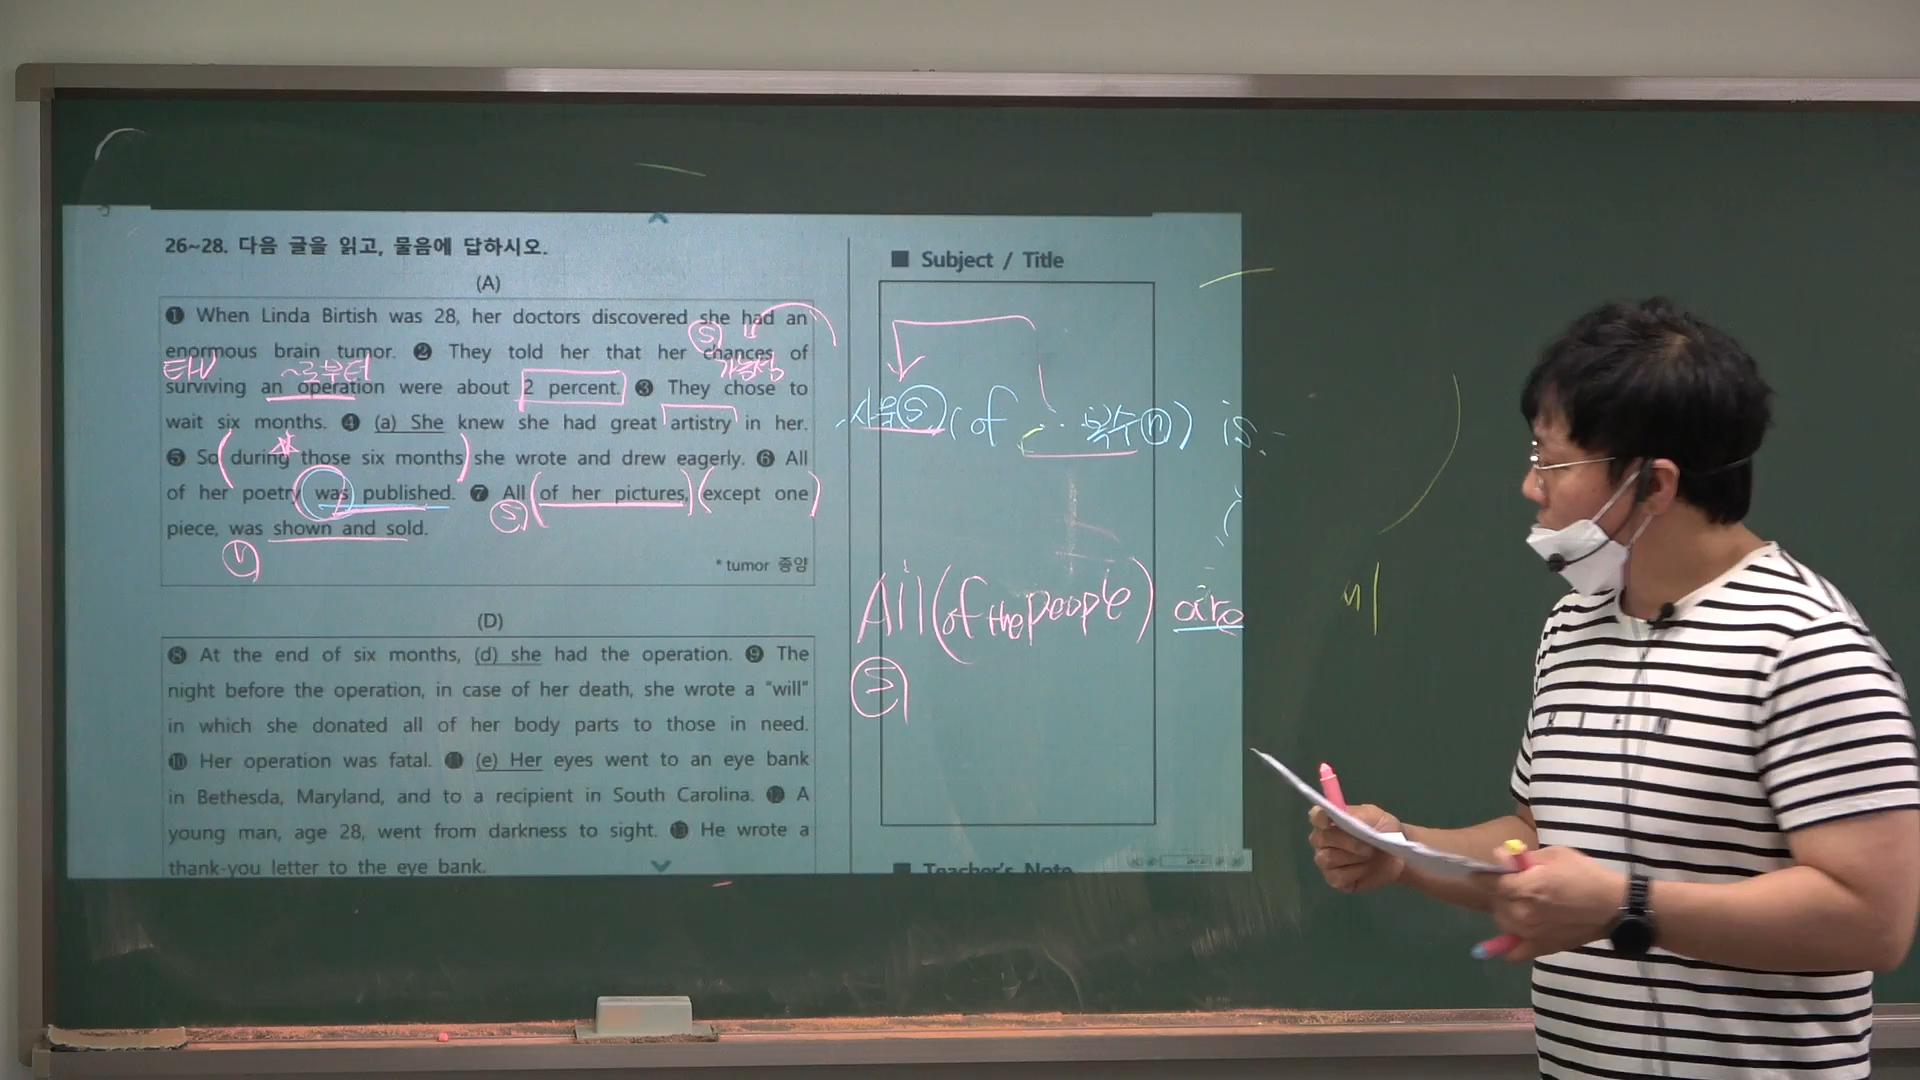 26~28. 다음 글을 읽고, 물음에 답하시오.
(A)
❶ When Linda Birtish was 28, her doctors discovered she had an
enormous brain tumor. ❷ They told her that her chances of
surviving an operation were about 2 percent. ❸ They chose to
wait six months. ❹ (a) She knew she had great artistry in her.
❺ So during those six months she wrote and drew eagerly. ❻ All
of her poetry was published. ❼ All of her pictures, except one
piece, was shown and sold.
* tumor 종양
(D)
❽ At the end of six months, (d) she had the operation. ❾ The
night before the operation, in case of her death, she wrote a "will"
in which she donated all of her body parts to those in need.
❿ Her operation was fatal. ⓫ (e) Her eyes went to an eye bank
in Bethesda, Maryland, and to a recipient in South Carolina. ⓬ A
young man, age 28, went from darkness to sight. ⓭ He wrote a
thank-you letter to the eye bank.
■ Subject / Title
■ Teacher's Note
S
가능성
~로부터
S
V
(of 복수n) is
All (of the people) are
S